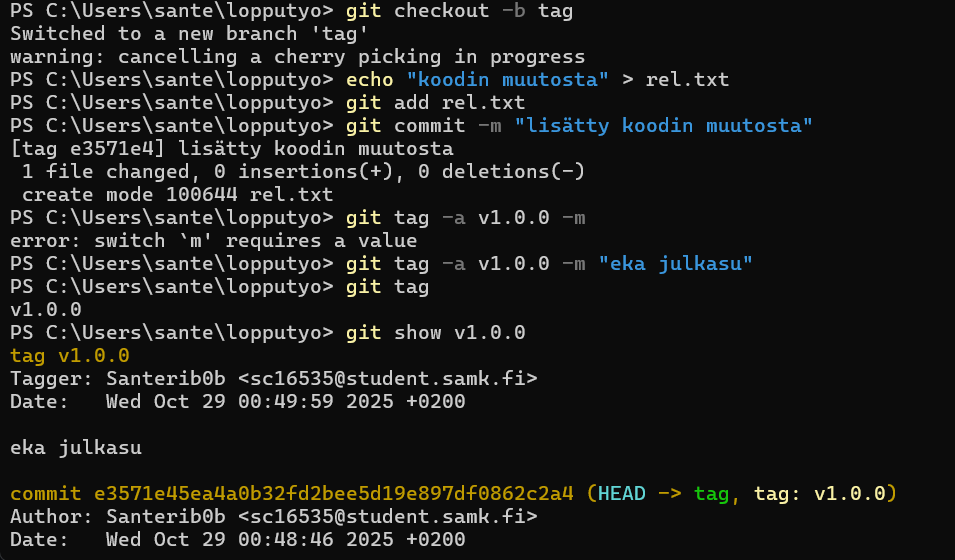 PS C:\Users\sante\lopputyo> git checkout -b tag
Switched to a new branch 'tag'
warning: cancelling a cherry picking in progress
PS C:\Users\sante\lopputyo> echo "koodin muutosta" > rel.txt
PS C:\Users\sante\lopputyo> git add rel.txt
PS C:\Users\sante\lopputyo> git commit -m "lisätty koodin muutosta"
[tag e3571e4] lisätty koodin muutosta
 1 file changed, 0 insertions(+), 0 deletions(-)
 create mode 100644 rel.txt
PS C:\Users\sante\lopputyo> git tag -a v1.0.0 -m
error: switch `m' requires a value
PS C:\Users\sante\lopputyo> git tag -a v1.0.0 -m "eka julkasu"
PS C:\Users\sante\lopputyo> git tag
v1.0.0
PS C:\Users\sante\lopputyo> git show v1.0.0
tag v1.0.0
Tagger: Santerib0b <sc16535@student.samk.fi>
Date:   Wed Oct 29 00:49:59 2025 +0200

eka julkasu

commit e3571e45ea4a0b32fd2bee5d19e897df0862c2a4 (HEAD -> tag, tag: v1.0.0)
Author: Santerib0b <sc16535@student.samk.fi>
Date:   Wed Oct 29 00:48:46 2025 +0200